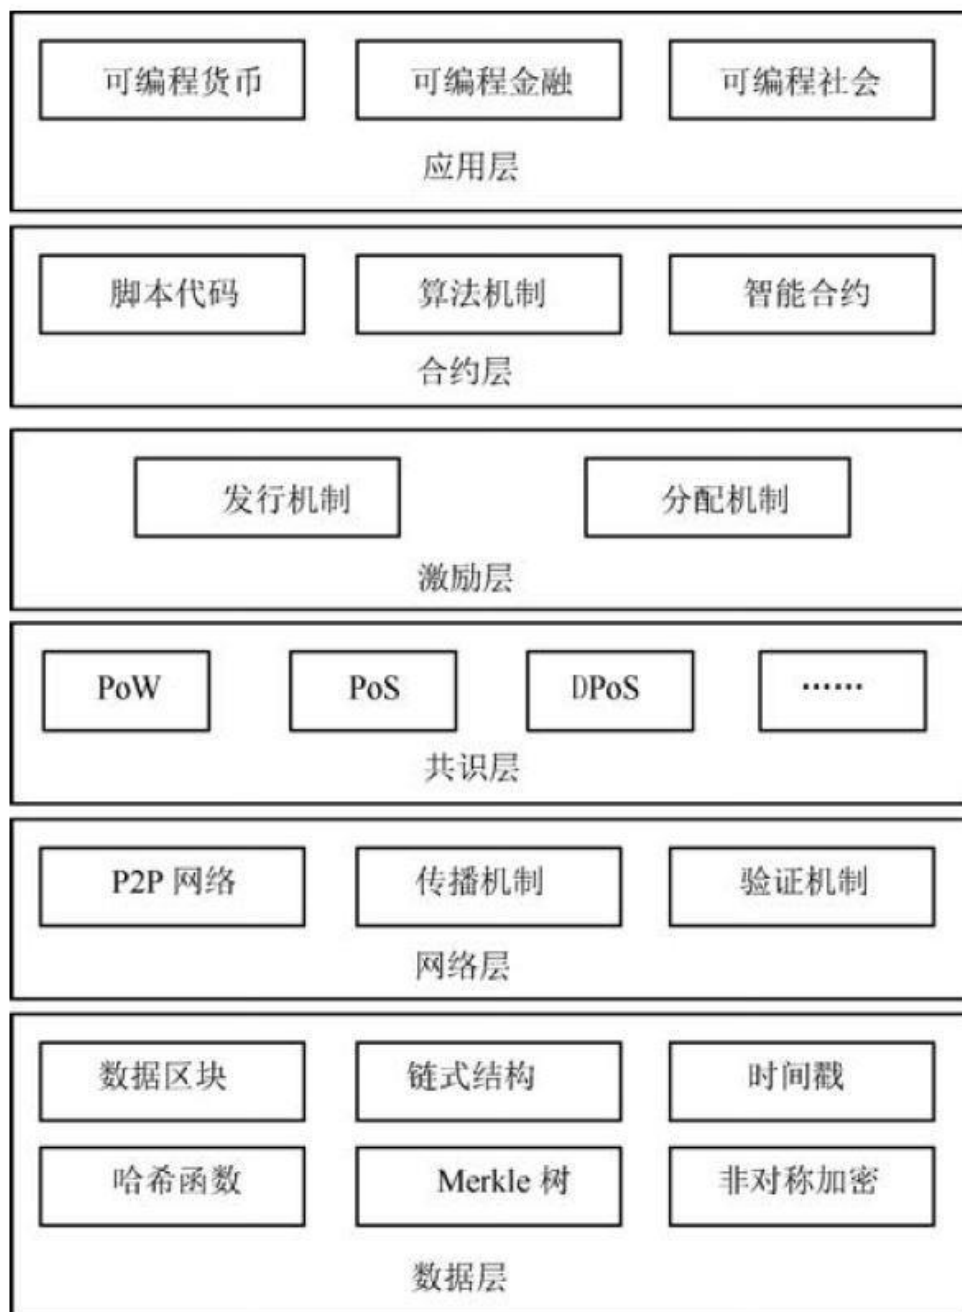 可编程货币 可编程金融 可编程社会
应用层
脚本代码 算法机制 智能合约
合约层
发行机制 分配机制
激励层
PoW PoS DPoS ……
共识层
P2P 网络 传播机制 验证机制
网络层
数据区块 链式结构 时间戳
哈希函数 Merkle 树 非对称加密
数据层